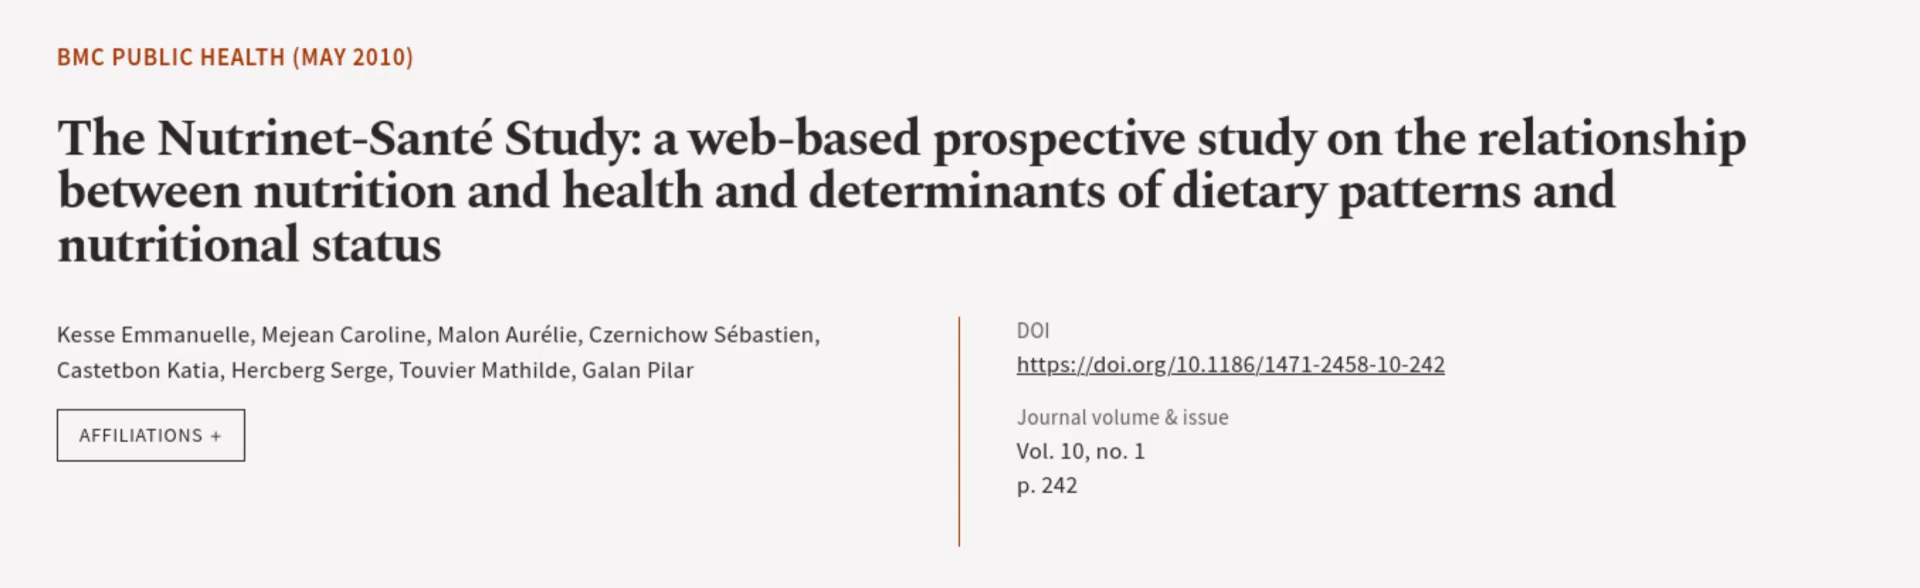 BMC PUBLIC HEALTH (MAY 2010)
The Nutrinet-Santé Study: a web-based prospective study on the relationship
between nutrition and health and determinants of dietary patterns and
nutritional status
Kesse Emmanuelle, Mejean Caroline, Malon Aurélie, Czernichow Sébastien,
Castetbon Katia, Hercberg Serge, Touvier Mathilde, Galan Pilar
AFFILIATIONS +
DOI
https://doi.org/10.1186/1471-2458-10-242
Journal volume & issue
Vol. 10, no. 1
p. 242